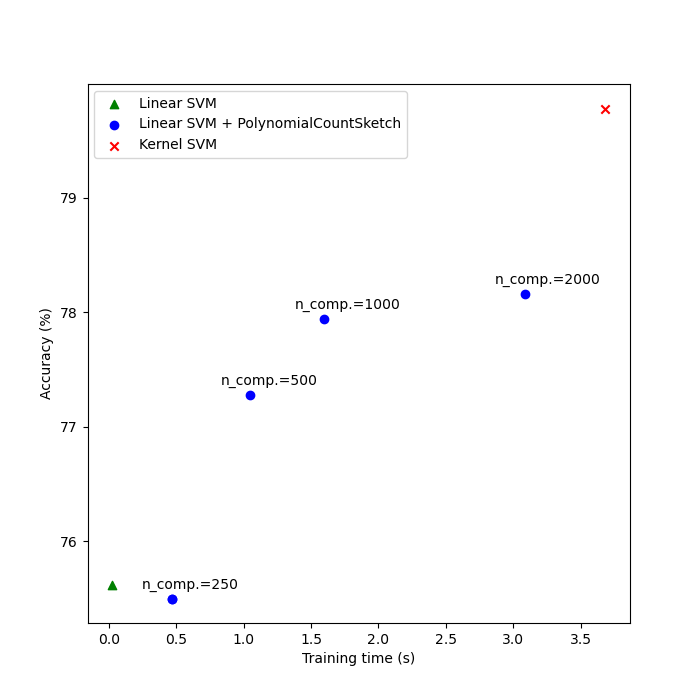 Linear SVM
Linear SVM + PolynomialCountSketch
Kernel SVM
79
78
77
76
Accuracy (%)
n_comp.=2000
n_comp.=1000
n_comp.=500
n_comp.=250
0.0 0.5 1.0 1.5 2.0 2.5 3.0 3.5
Training time (s)